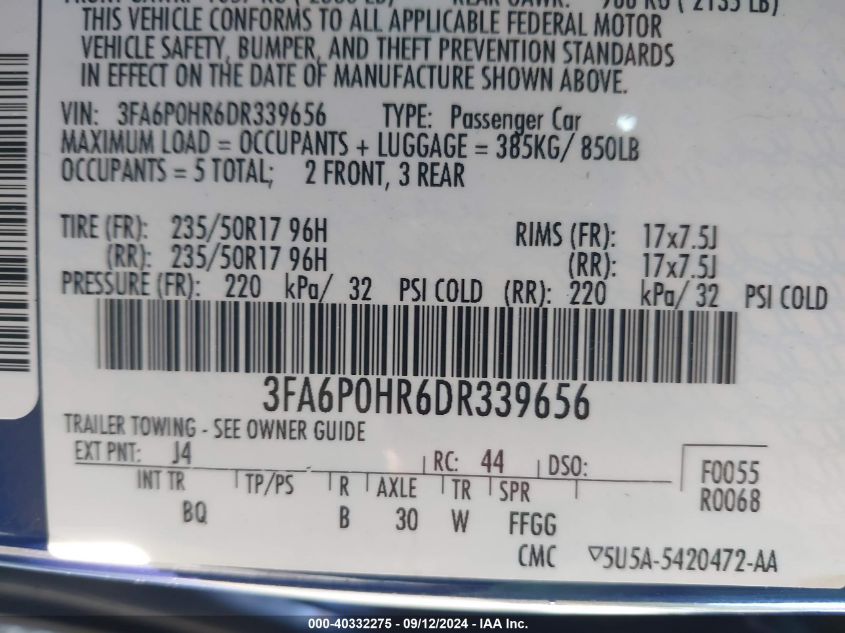 THIS VEHICLE CONFORMS TO ALL APPLICABLE FEDERAL MOTOR
VEHICLE SAFETY, BUMPER, AND THEFT PREVENTION STANDARDS
IN EFFECT ON THE DATE OF MANUFACTURE SHOWN ABOVE.
VIN: 3FA6P0HR6DR339656 TYPE: Passenger Car
MAXIMUM LOAD = OCCUPANTS + LUGGAGE = 385KG/ 850LB
OCCUPANTS = 5 TOTAL; 2 FRONT, 3 REAR
TIRE (FR): 235/50R17 96H RIMS (FR): 17x7.5J
(RR): 235/50R17 96H (RR): 17x7.5J
PRESSURE (FR): 220 kPa/ 32 PSI COLD (RR): 220 kPa/ 32 PSI COLD
3FA6P0HR6DR339656
TRAILER TOWING - SEE OWNER GUIDE
EXT PNT: J4 RC: 44 DSO: F0055
INT TR TP/PS R AXLE TR SPR R0068
BQ B 30 W FFGG
CMC ▽5U5A-5420472-AA
000-40332275 - 09/12/2024 - IAA Inc.